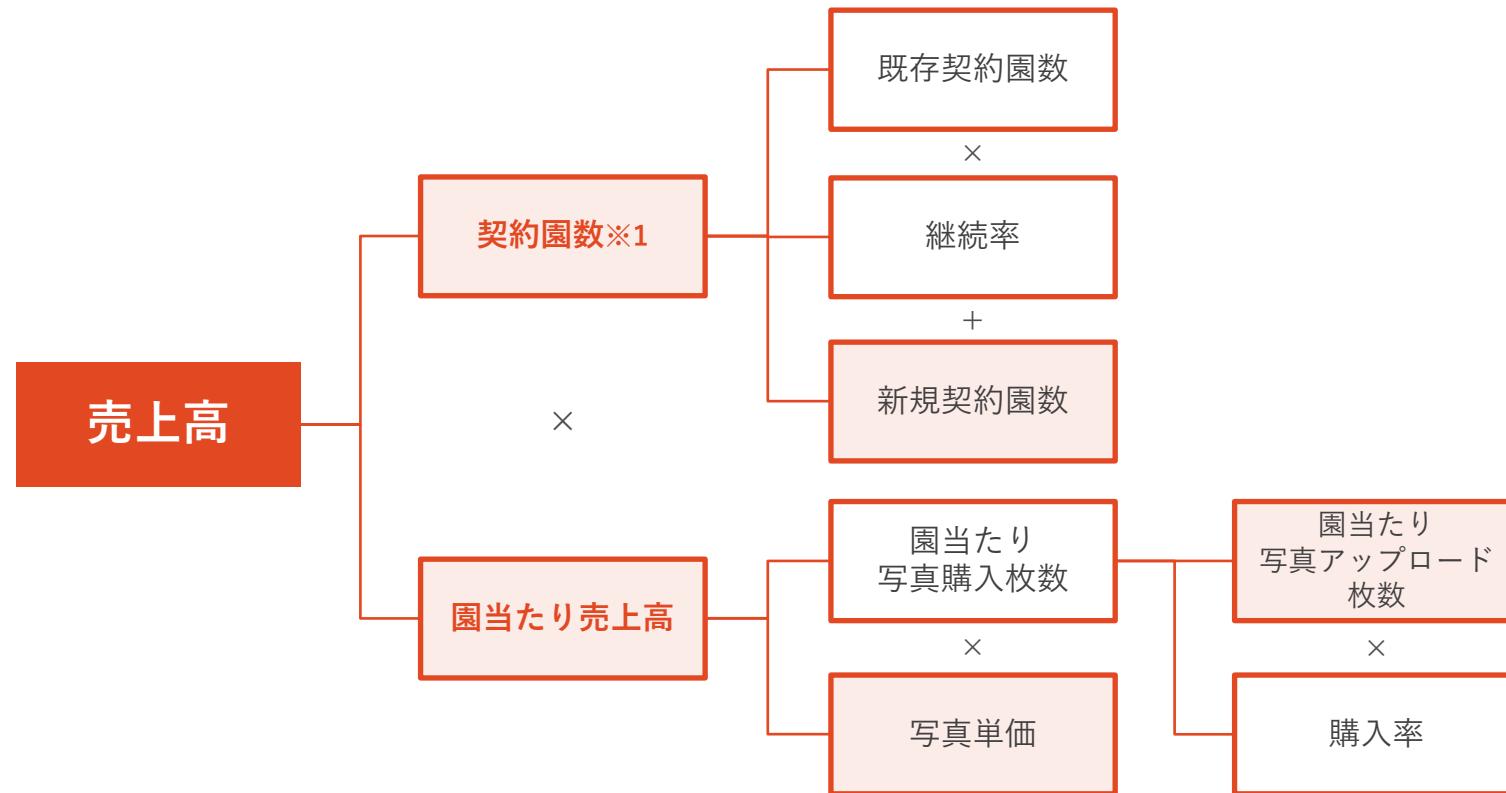 売上高
契約園数※1
×
園当たり売上高
既存契約園数
×
継続率
＋
新規契約園数
園当たり
写真購入枚数
×
写真単価
園当たり
写真アップロード
枚数
×
購入率